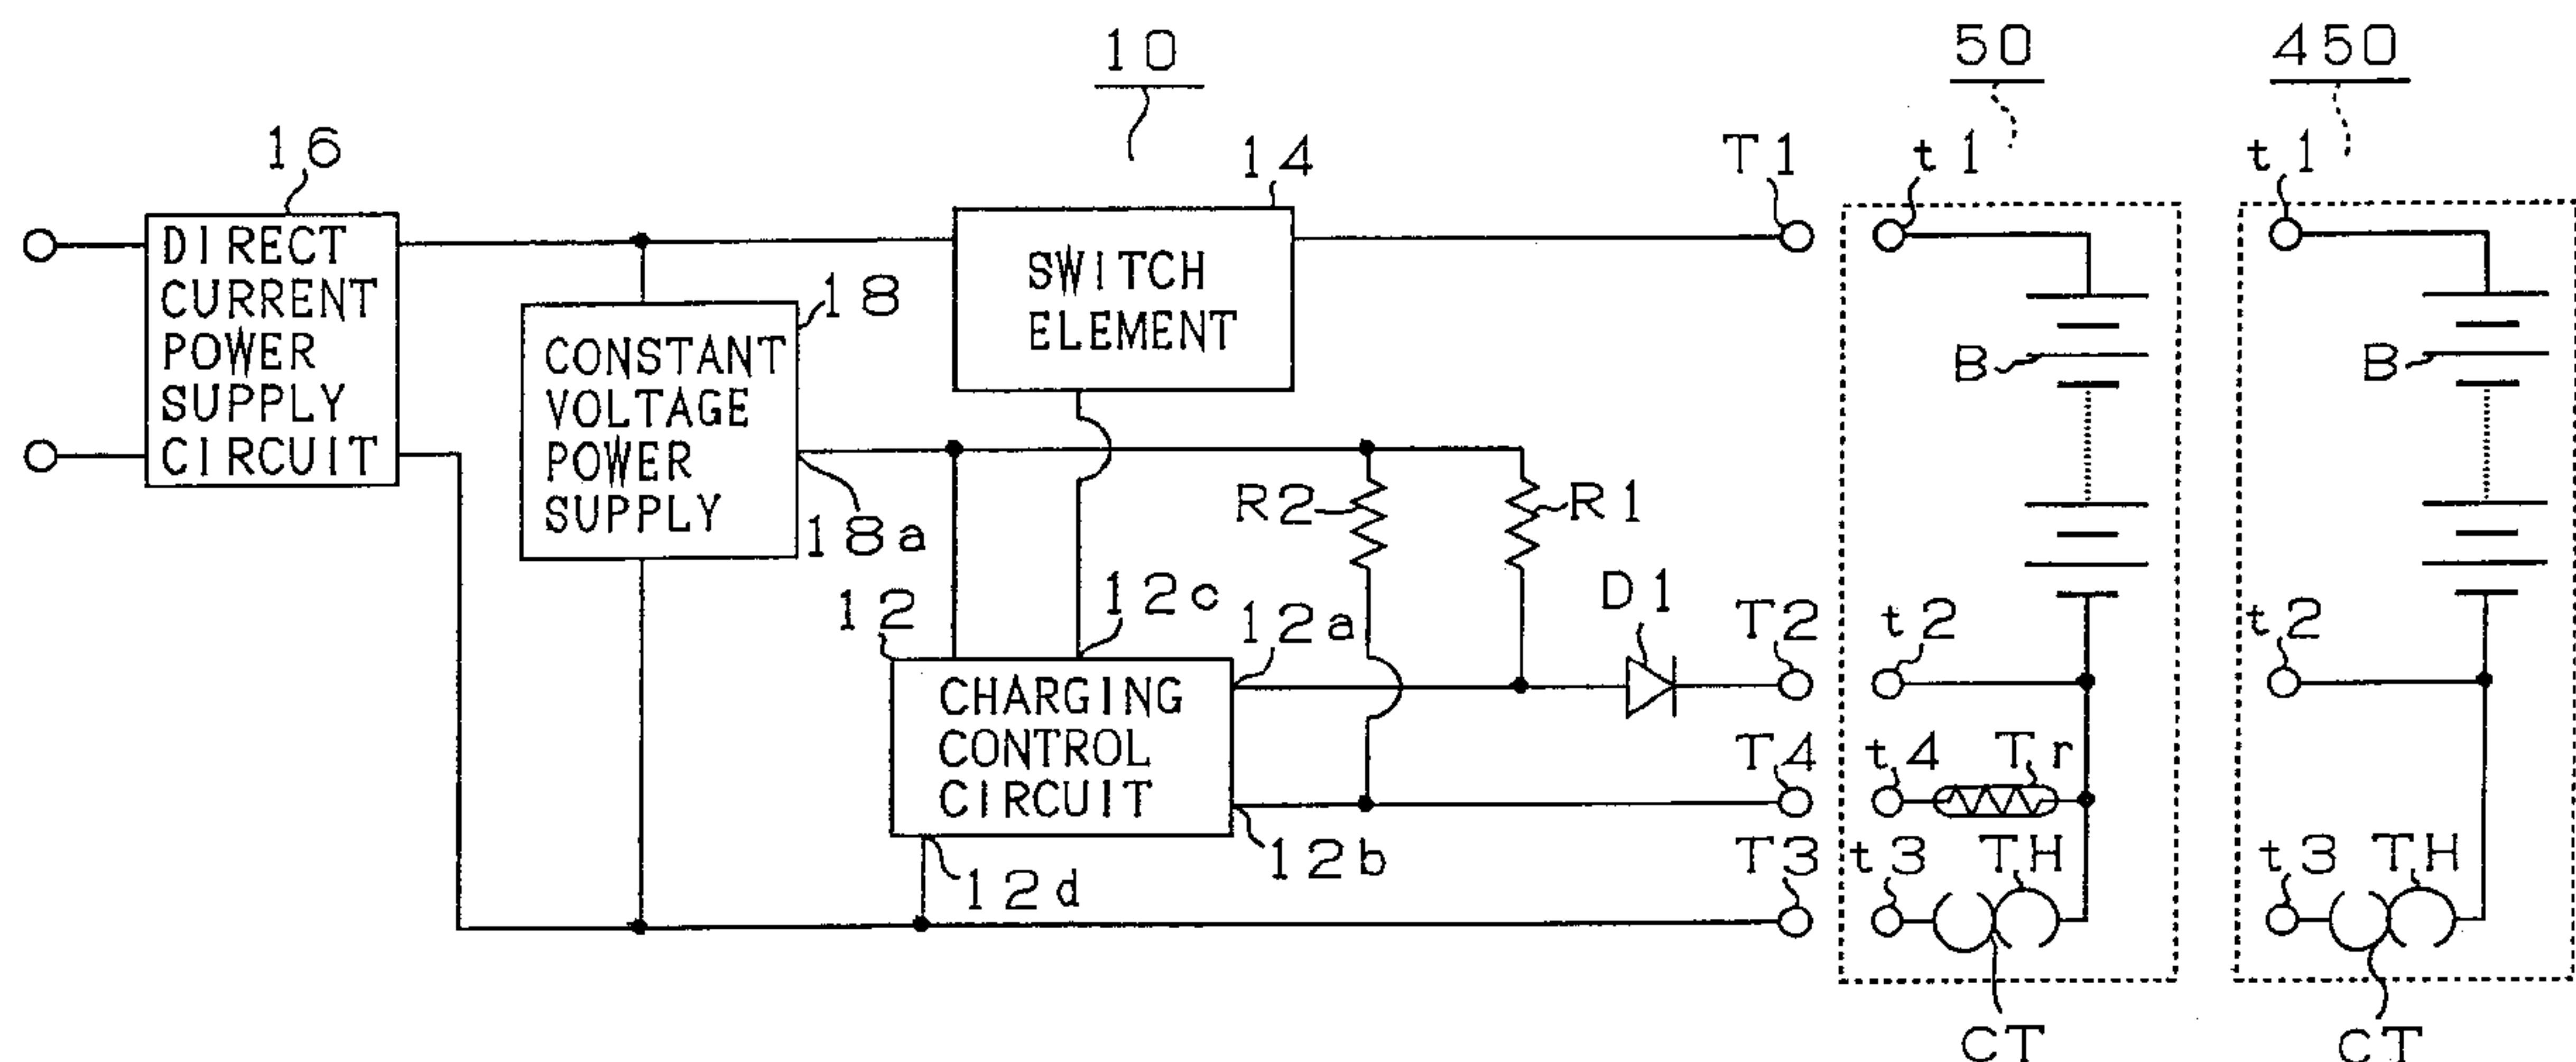 10
50
450
16
14
T1
t1
t1
DIRECT
CURRENT
POWER
SUPPLY
CIRCUIT
18
CONSTANT
VOLTAGE
POWER
SUPPLY
18a
SWITCH
ELEMENT
B
B
R2
R1
12
12c
12a
D1
T2
t2
t2
CHARGING
CONTROL
CIRCUIT
T4
t4
Tr
12d
12b
T3
t3
TH
t3
TH
CT
CT